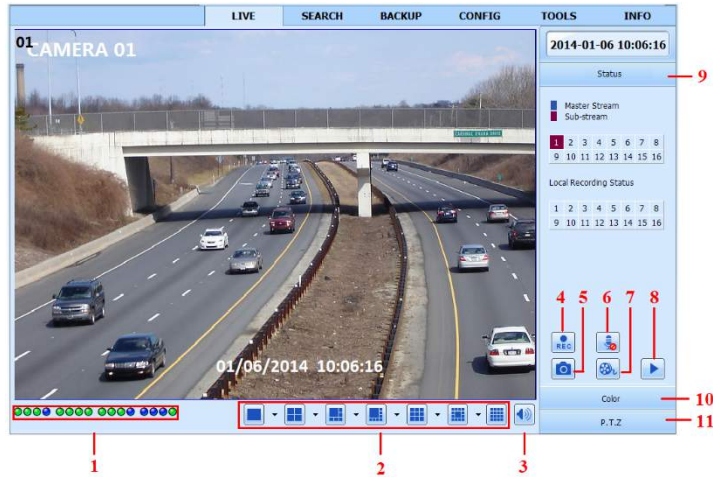 LIVE SEARCH BACKUP CONFIG TOOLS INFO
01
CAMERA 01
2014-01-06 10:06:16
Status
9
Master Stream
Sub-stream
1 2 3 4 5 6 7 8
9 10 11 12 13 14 15 16
Local Recording Status
1 2 3 4 5 6 7 8
9 10 11 12 13 14 15 16
4 5 6 7 8
REC
01/06/2014 10:06:16
Color
10
P.T.Z
11
1
2
3